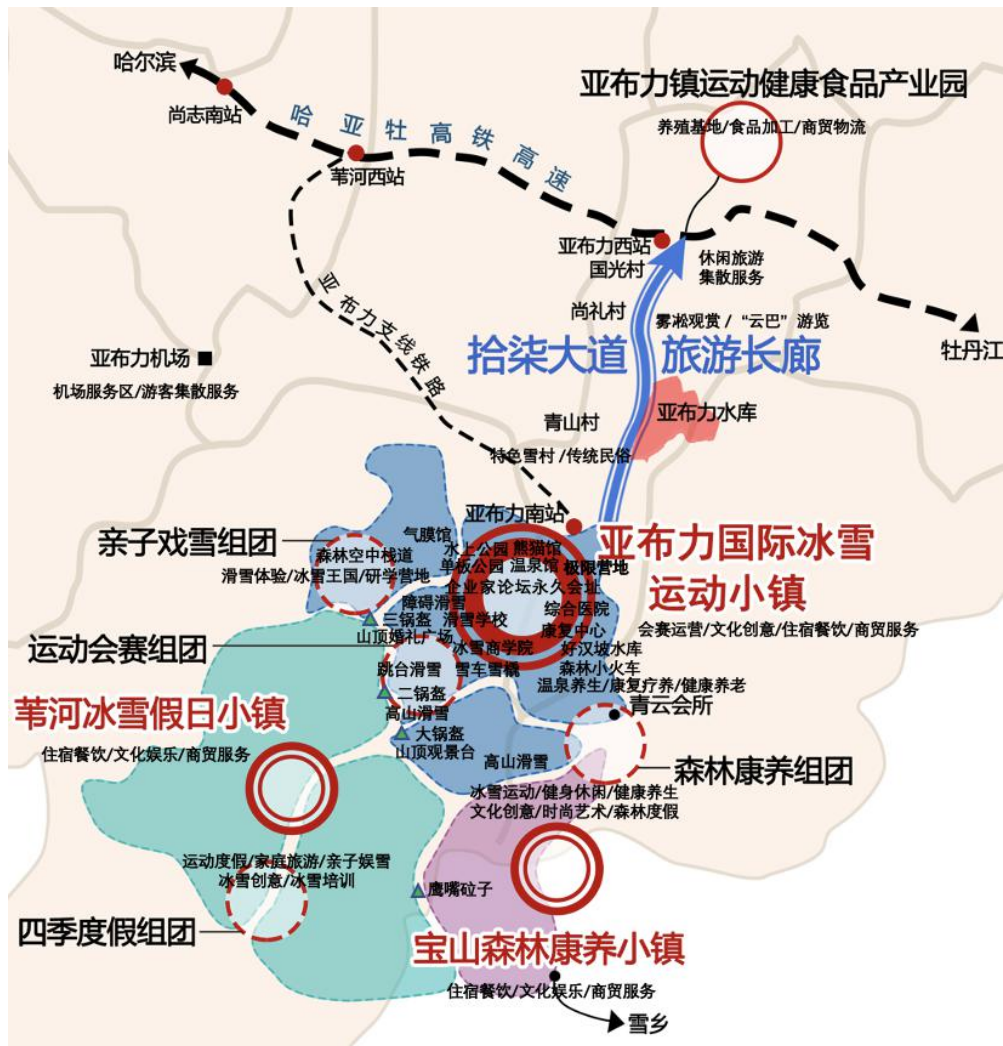 哈尔滨
尚志南站
哈亚牡高铁高速
苇河西站
亚布力镇运动健康食品产业园
养殖基地/食品加工/商贸物流
亚布力西站
国光村
休闲旅游
集散服务
尚礼村
雾凇观赏 / “云巴”游览
牡丹江
亚布力支线铁路
亚布力机场
机场服务区/游客集散服务
拾柒大道 旅游长廊
亚布力水库
青山村
特色雪村/传统民俗
亚布力南站
亲子戏雪组团
森林空中栈道
滑雪体验/冰雪王国/研学营地
气膜馆
水上公园 熊猫馆
单板公园 温泉馆 极限营地
企业家论坛永久会址
亚布力国际冰雪
运动小镇
会赛运营/文化创意/住宿餐饮/商贸服务
障碍滑雪
综合医院
三锅盔 滑雪学校
康复中心
山顶婚礼广场
冰雪商学院
好汉坡水库
运动会赛组团
跳台滑雪 雪车雪橇
森林小火车
温泉养生/康复疗养/健康养老
二锅盔
青云会所
高山滑雪
苇河冰雪假日小镇
住宿餐饮/文化娱乐/商贸服务
大锅盔
山顶观景台
高山滑雪
森林康养组团
冰雪运动/健身休闲/健康养生
文化创意/时尚艺术/森林度假
运动度假/家庭旅游/亲子娱雪
冰雪创意/冰雪培训
鹰嘴砬子
四季度假组团
宝山森林康养小镇
住宿餐饮/文化娱乐/商贸服务
雪乡